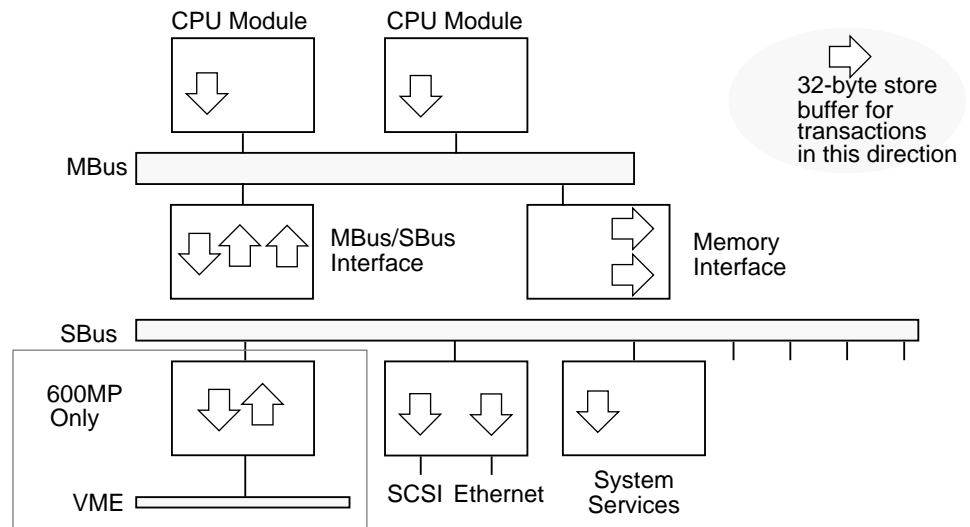 CPU Module
CPU Module
32-byte store
buffer for
transactions
in this direction
MBus
MBus/SBus
Interface
Memory
Interface
SBus
600MP
Only
VME
SCSI
Ethernet
System
Services